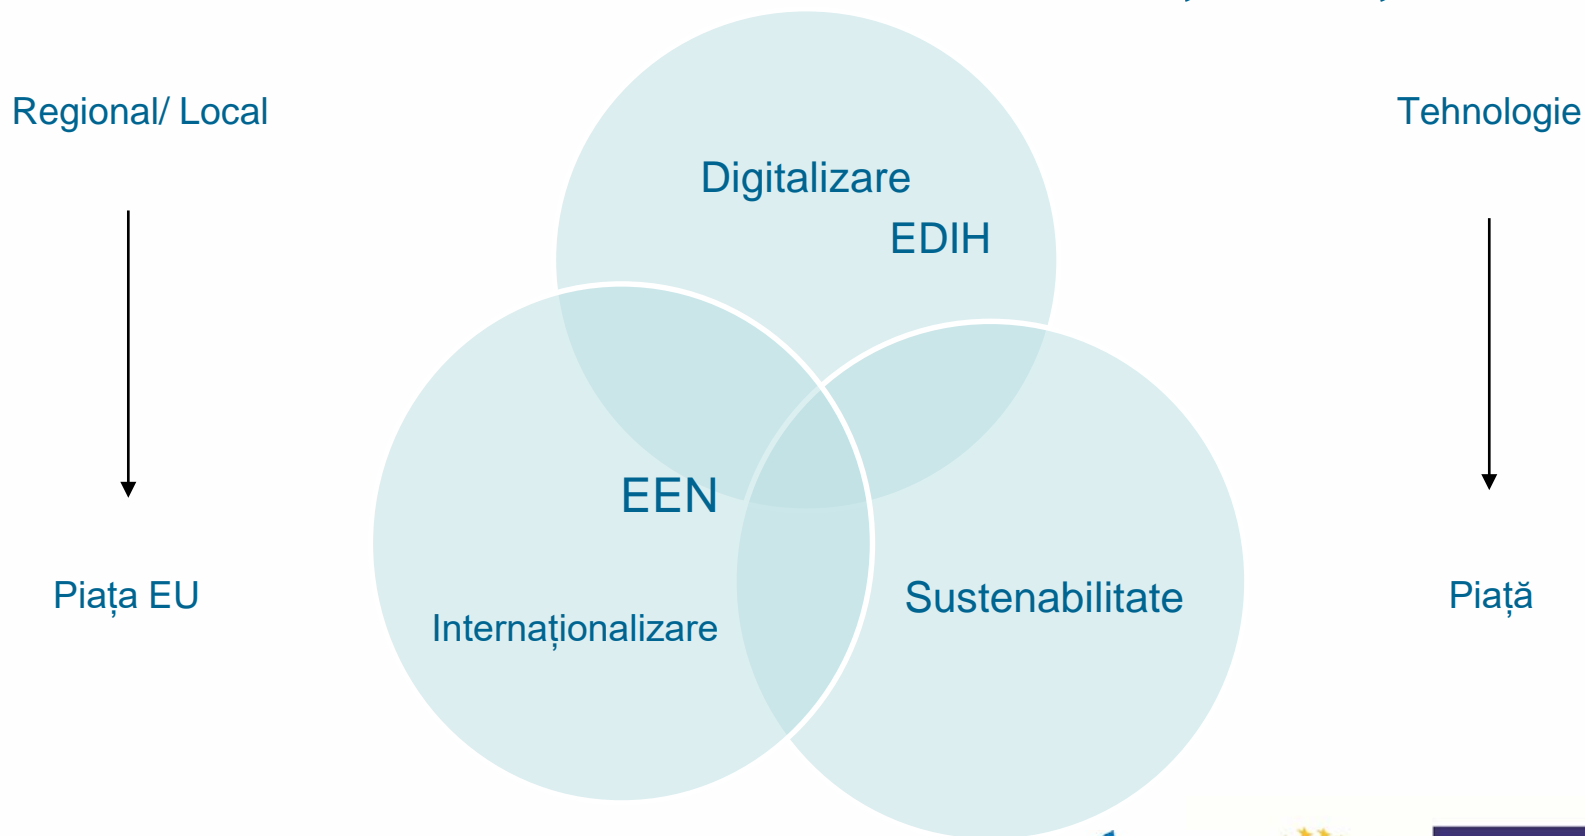 Regional/ Local
Tehnologie
Digitalizare
EDIH
EEN
Piața EU
Internaționalizare
Sustenabilitate
Piață